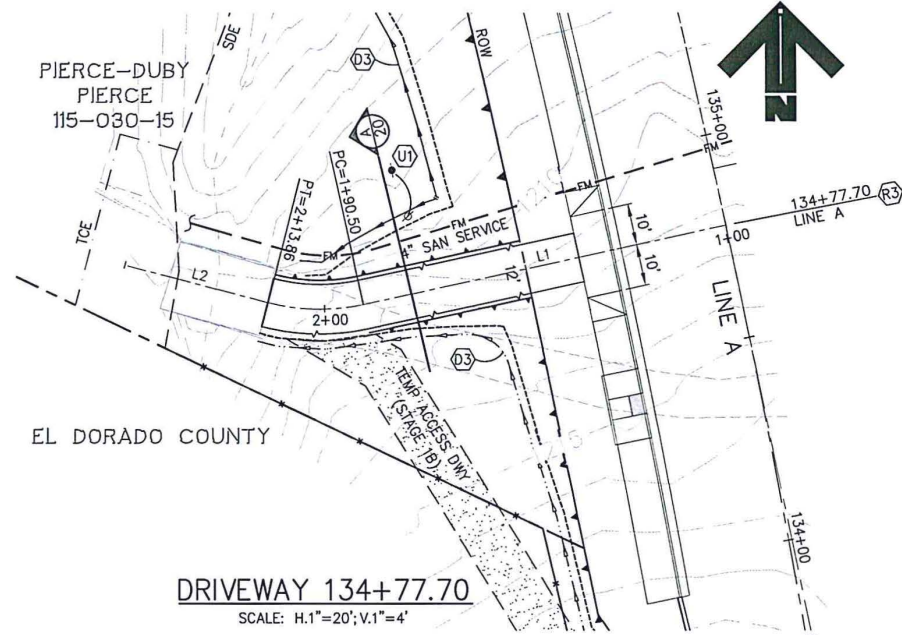 PIERCE-DUBY
PIERCE
115-030-15
SDE
D3
ROW
N
135+00
A
20
U1
PC=1+90.50
PT=2+13.86
FM
FM
FM
FM
4" SAN SERVICE
134+77.70
LINE A
R3
TCE
L2
2+00
12'
L1
10'
10'
1+00
LINE A
D3
TEMP ACCESS DWY
(STAGE 1B)
EL DORADO COUNTY
134+00
DRIVEWAY 134+77.70
SCALE: H.1"=20'; V.1"=4'